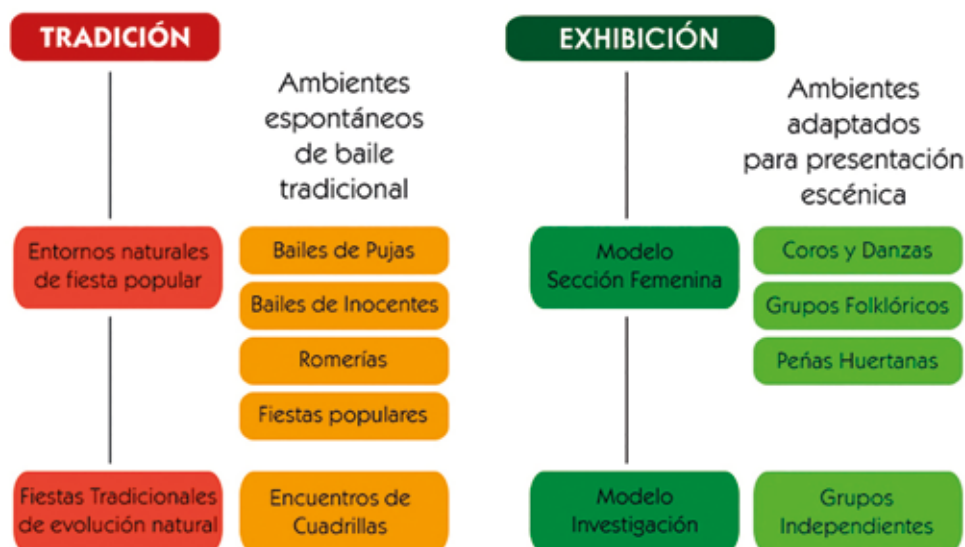 TRADICIÓN
Ambientes
espontáneos
de baile
tradicional
Entornos naturales
de fiesta popular
Bailes de Pujas
Bailes de Inocentes
Romerías
Fiestas populares
Fiestas Tradicionales
de evolución natural
Encuentros de
Cuadrillas
EXHIBICIÓN
Ambientes
adaptados
para presentación
escénica
Modelo
Sección Femenina
Coros y Danzas
Grupos Folklóricos
Peñas Huertanas
Modelo
Investigación
Grupos
Independientes